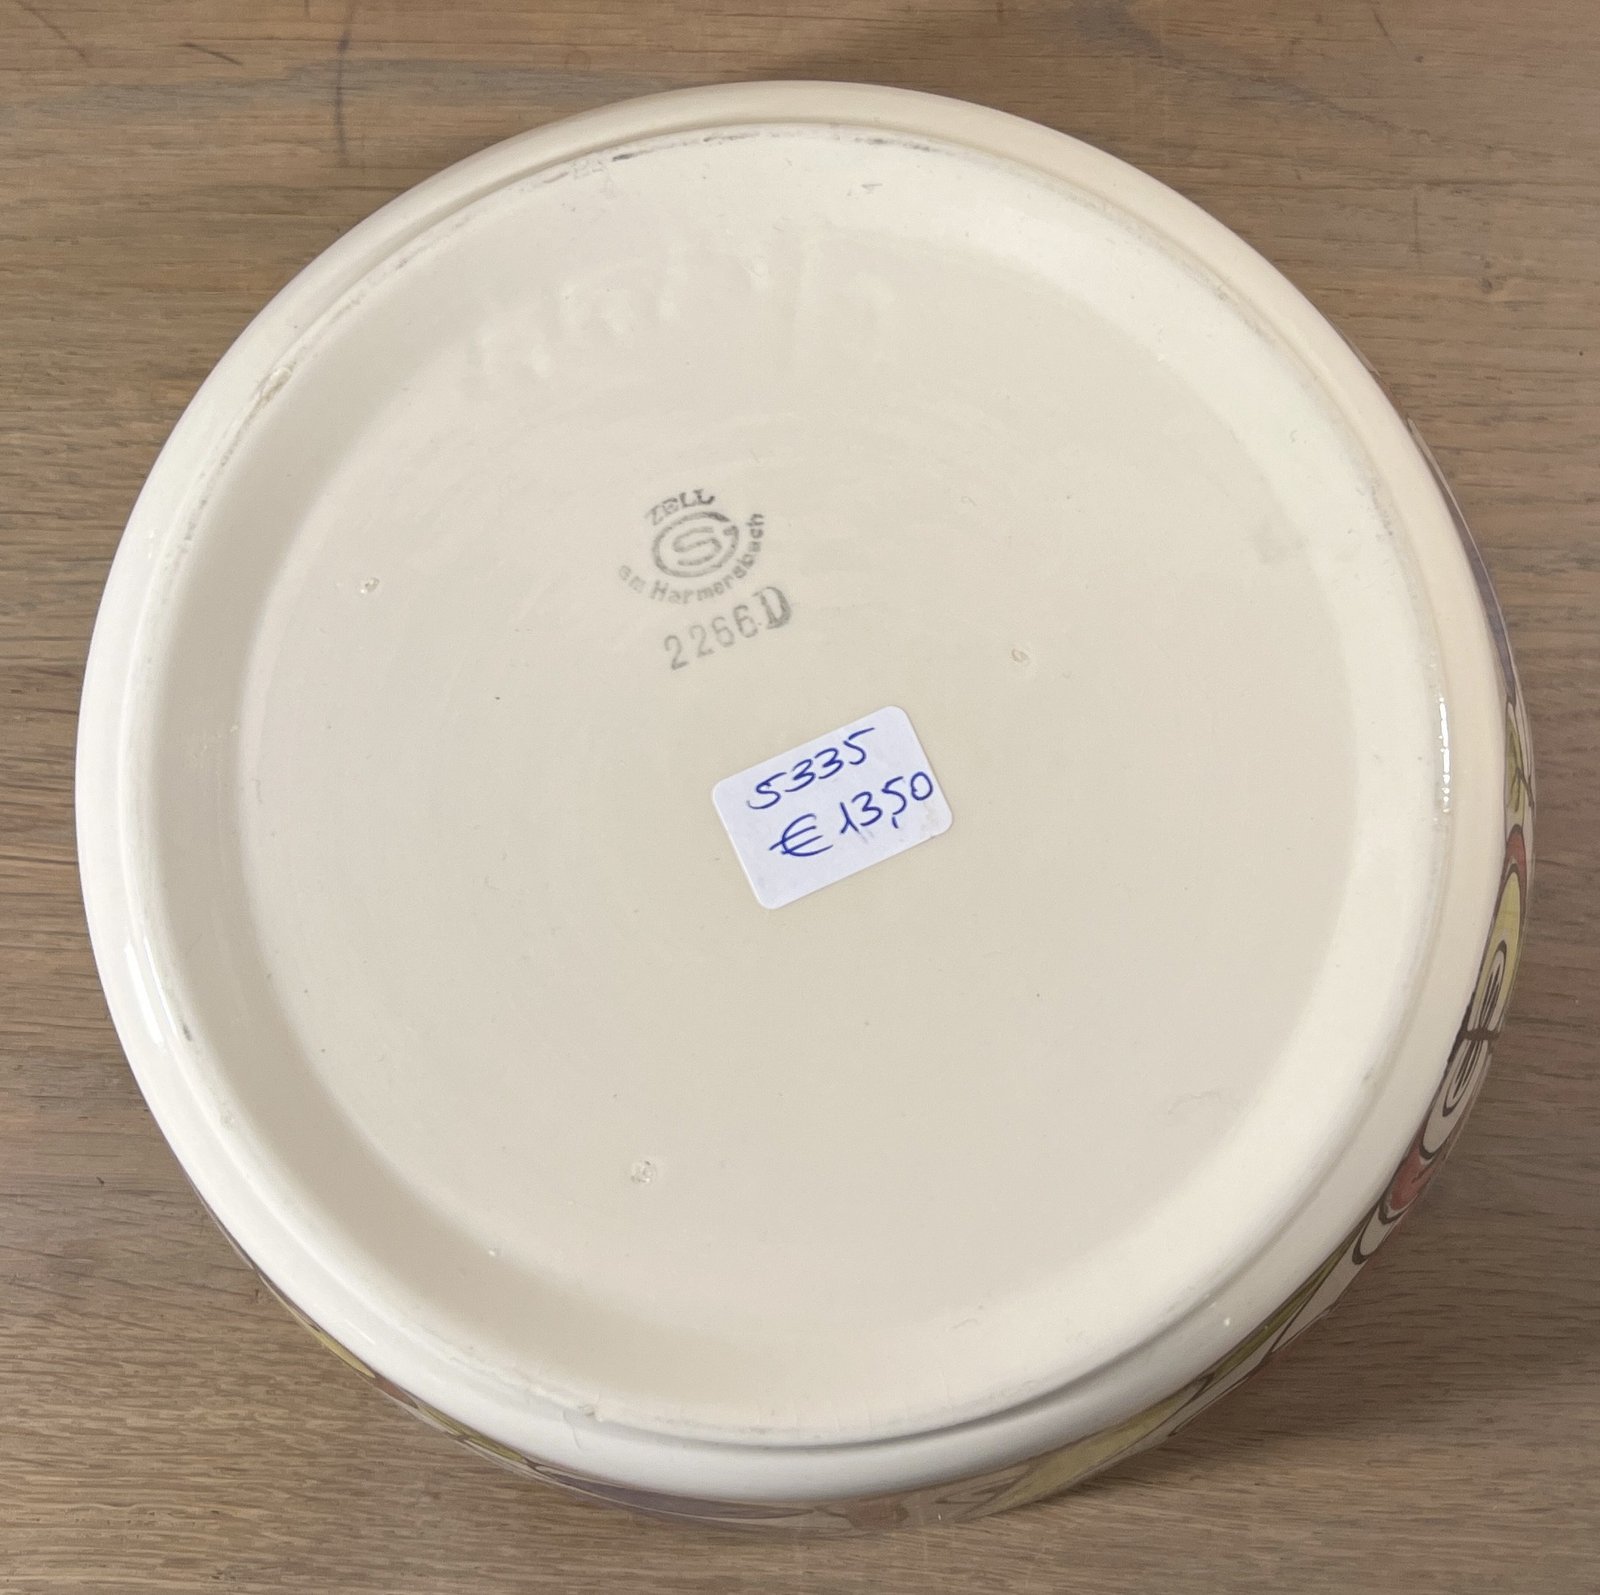 ZELL
S
am Harmersbach
2266D
5335
€ 13,50